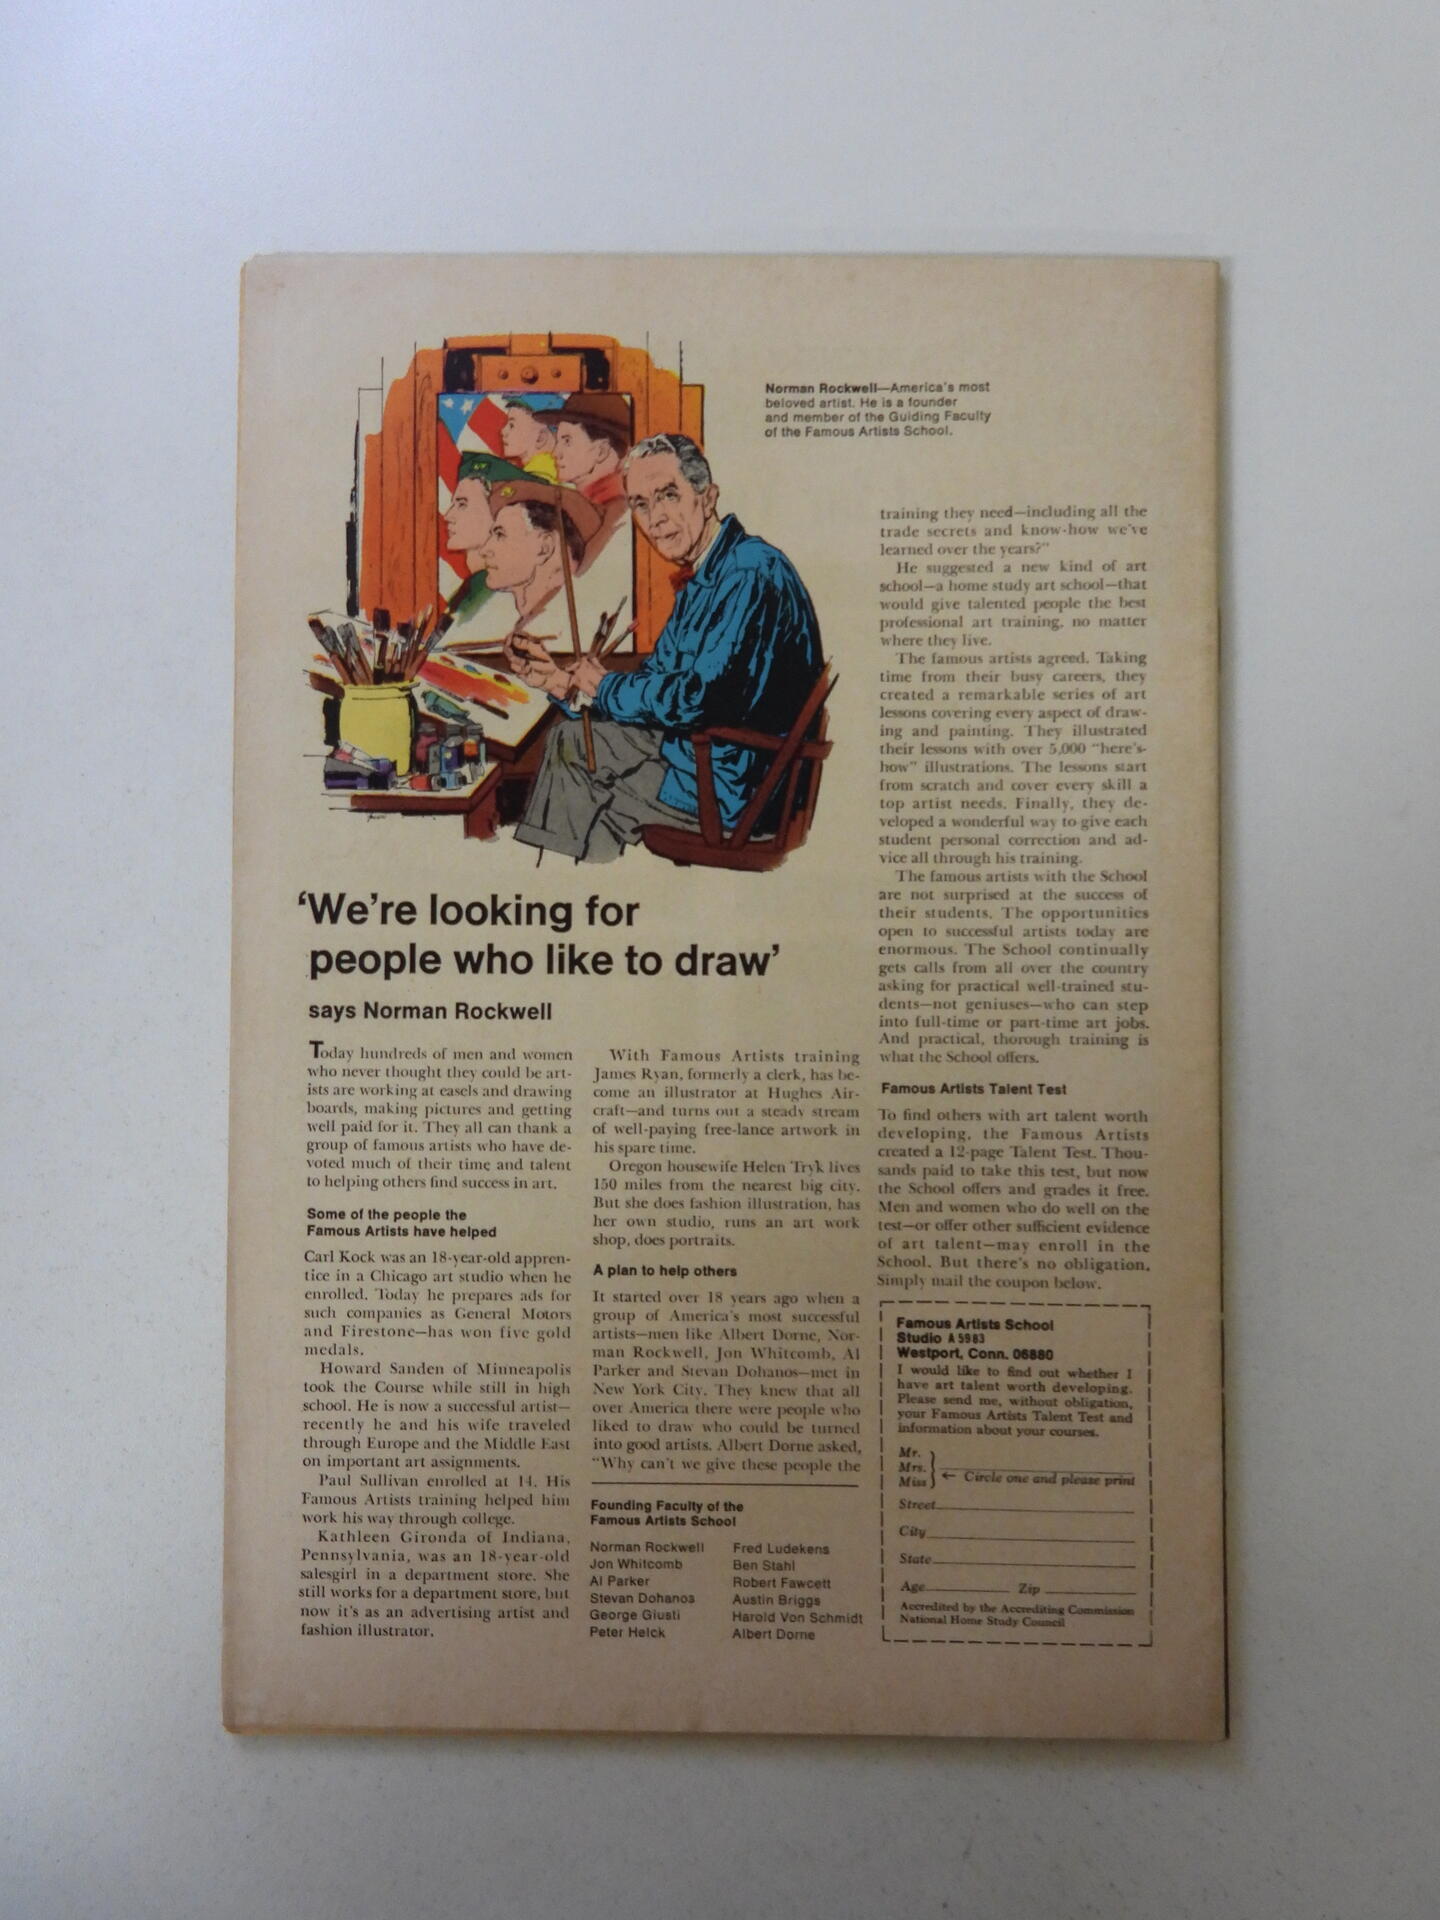 Norman Rockwell—America's most
beloved artist. He is a founder
and member of the Guiding Faculty
of the Famous Artists School.
'We're looking for
people who like to draw'
says Norman Rockwell
Today hundreds of men and women
who never thought they could be art-
ists are working at easels and drawing
boards, making pictures and getting
well paid for it. They all can thank a
group of famous artists who have de-
voted much of their time and talent
to helping others find success in art.
Some of the people the
Famous Artists have helped
Carl Kock was an 18-year-old appren-
tice in a Chicago art studio when he
enrolled. Today he prepares ads for
such companies as General Motors
and Firestone—has won five gold
medals.
Howard Sanden of Minneapolis
took the Course while still in high
school. He is now a successful artist—
recently he and his wife traveled
through Europe and the Middle East
on important art assignments.
Paul Sullivan enrolled at 14. His
Famous Artists training helped him
work his way through college.
Kathleen Gironda of Indiana,
Pennsylvania, was an 18-year-old
salesgirl in a department store. She
still works for a department store, but
now it's as an advertising artist and
fashion illustrator.
With Famous Artists training
James Ryan, formerly a clerk, has be-
come an illustrator at Hughes Air-
craft—and turns out a steady stream
of well-paying free-lance artwork in
his spare time.
Oregon housewife Helen Tryk lives
150 miles from the nearest big city.
But she does fashion illustration, has
her own studio, runs an art work
shop, does portraits.
A plan to help others
It started over 18 years ago when a
group of America's most successful
artists—men like Albert Dorne, Nor-
man Rockwell, Jon Whitcomb, Al
Parker and Stevan Dohanos—met in
New York City. They knew that all
over America there were people who
liked to draw who could be turned
into good artists. Albert Dorne asked,
"Why can't we give these people the
training they need—including all the
trade secrets and know-how we've
learned over the years?"
He suggested a new kind of art
school—a home study art school—that
would give talented people the best
professional art training, no matter
where they live.
The famous artists agreed. Taking
time from their busy careers, they
created a remarkable series of art
lessons covering every aspect of draw-
ing and painting. They illustrated
their lessons with over 5,000 "here's-
how" illustrations. The lessons start
from scratch and cover every skill a
top artist needs. Finally, they de-
veloped a wonderful way to give each
student personal correction and ad-
vice all through his training.
The famous artists with the School
are not surprised at the success of
their students. The opportunities
open to successful artists today are
enormous. The School continually
gets calls from all over the country
asking for practical well-trained stu-
dents—not geniuses—who can step
into full-time or part-time art jobs.
And practical, thorough training is
what the School offers.
Famous Artists Talent Test
To find others with art talent worth
developing, the Famous Artists
created a 12-page Talent Test. Thou-
sands paid to take this test, but now
the School offers and grades it free.
Men and women who do well on the
test—or offer other sufficient evidence
of art talent—may enroll in the
School. But there's no obligation.
Simply mail the coupon below.
Founding Faculty of the
Famous Artists School
Norman Rockwell
Jon Whitcomb
Al Parker
Stevan Dohanos
George Giusti
Peter Helck
Fred Ludekens
Ben Stahl
Robert Fawcett
Austin Briggs
Harold Von Schmidt
Albert Dorne
Famous Artists School
Studio A 5983
Westport, Conn. 06880
I would like to find out whether I
have art talent worth developing.
Please send me, without obligation,
your Famous Artists Talent Test and
information about your courses.
Mr.
Mrs.
Miss
← Circle one and please print
Street
City
State
Age Zip
Accredited by the Accrediting Commission
National Home Study Council